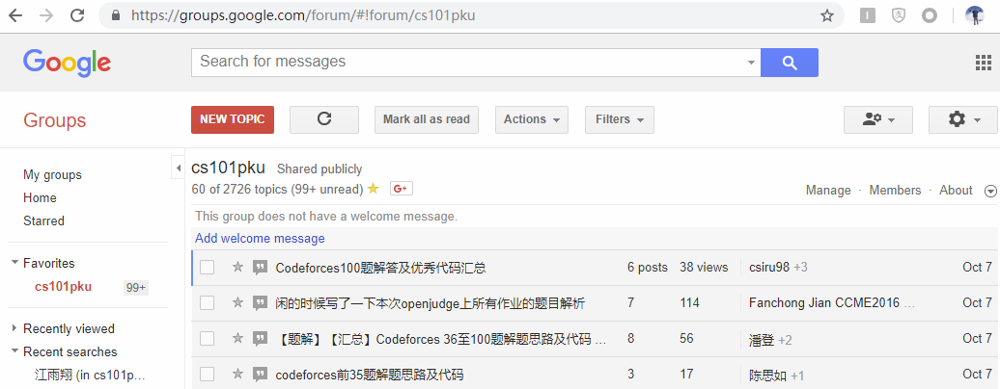 https://groups.google.com/forum/#!forum/cs101pku
Google
Search for messages
Groups
NEW TOPIC
Mark all as read
Actions
Filters
My groups
Home
Starred
Favorites
cs101pku
99+
Recently viewed
Recent searches
江雨翔 (in cs101p...
cs101pku Shared publicly
60 of 2726 topics (99+ unread) G+
Manage · Members · About
This group does not have a welcome message.
Add welcome message
Codeforces100题解答及优秀代码汇总 6 posts 38 views csiru98 +3 Oct 7
闲的时候写了一下本次openjudge上所有作业的题目解析 7 114 Fanchong Jian CCME2016 ... Oct 7
【题解】【汇总】Codeforces 36至100题解题思路及代码 ... 8 56 潘登 +2 Oct 7
codeforces前35题解题思路及代码 3 17 陈思如 +1 Oct 7